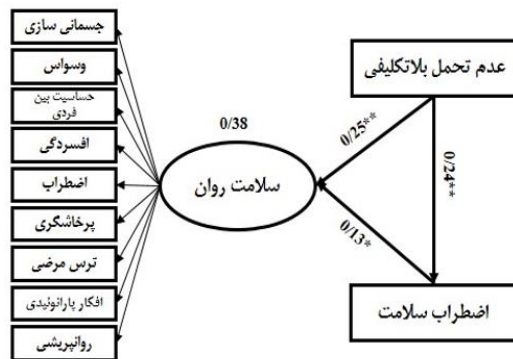 جسمانی سازی
وسواس
حساسیت بین
فردی
افسردگی
اضطراب
پرخاشگری
ترس مرضی
افکار پارانوئیدی
روانپریشی
0/38
سلامت روان
عدم تحمل بلاتکلیفی
0/25**
0/24**
0/13*
اضطراب سلامت